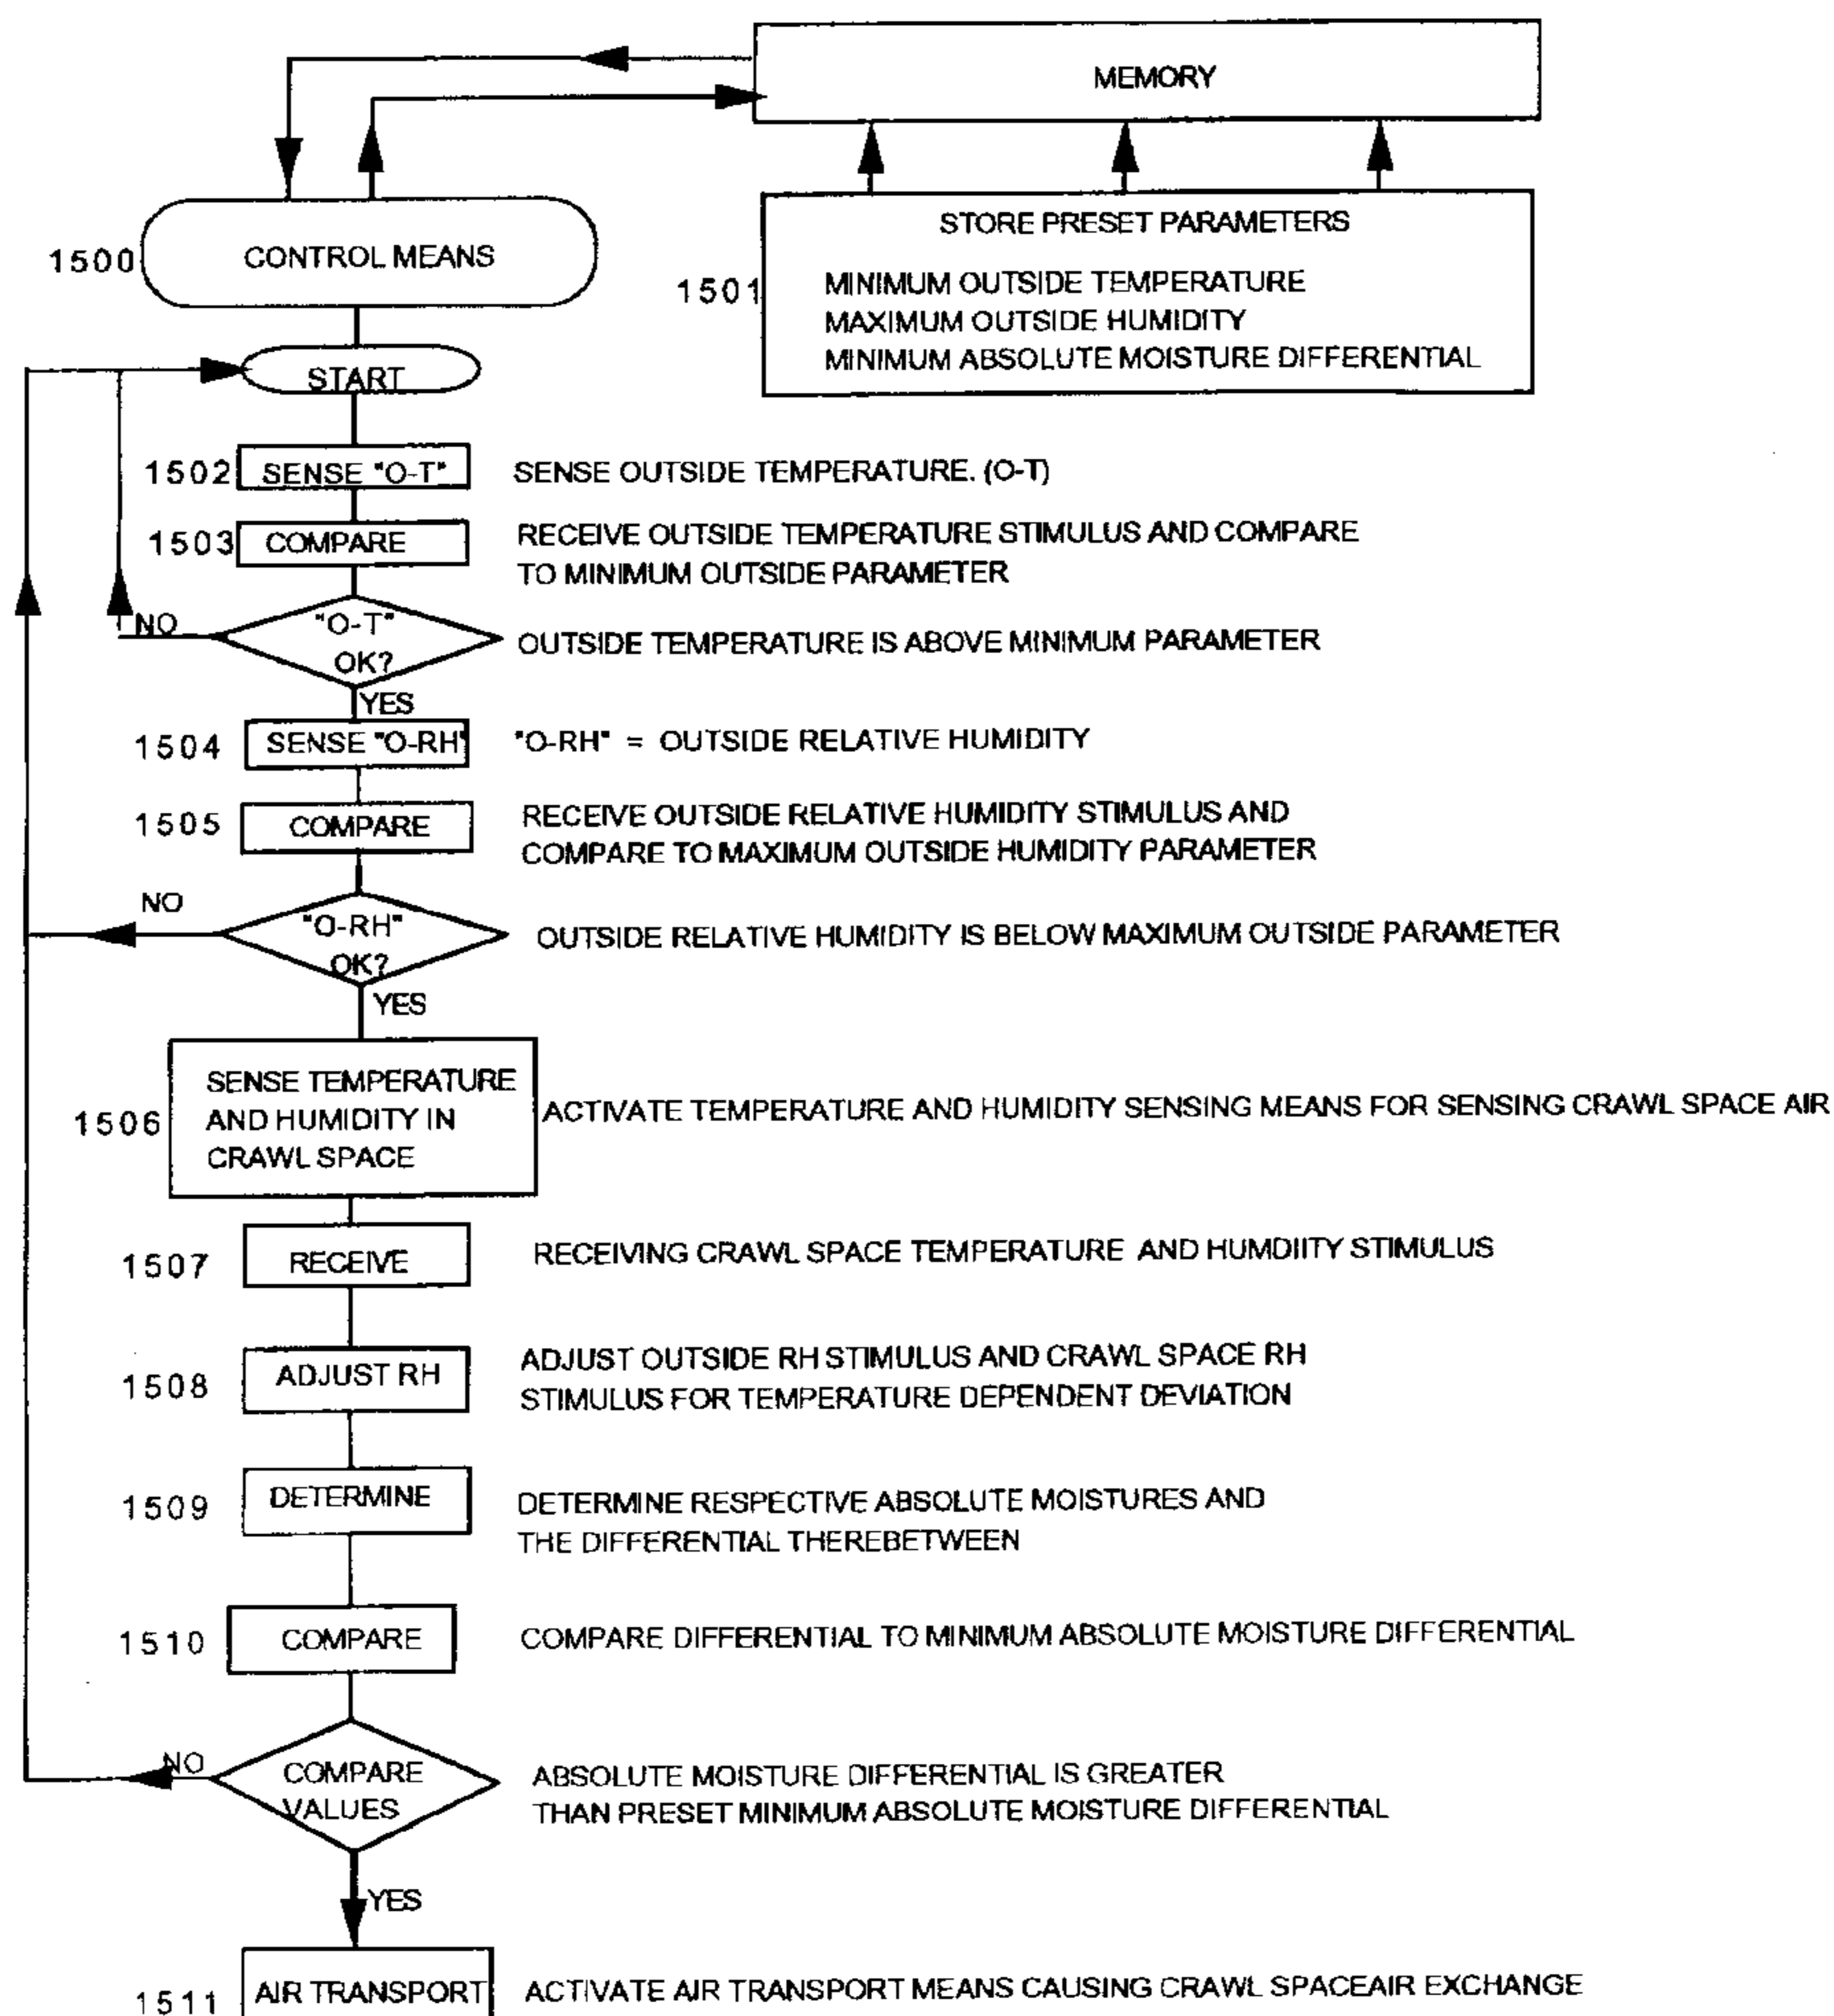 MEMORY
1500
CONTROL MEANS
STORE PRESET PARAMETERS
1501
MINIMUM OUTSIDE TEMPERATURE
MAXIMUM OUTSIDE HUMIDITY
MINIMUM ABSOLUTE MOISTURE DIFFERENTIAL
START
1502
SENSE "O-T"
SENSE OUTSIDE TEMPERATURE. (O-T)
1503
COMPARE
RECEIVE OUTSIDE TEMPERATURE STIMULUS AND COMPARE
TO MINIMUM OUTSIDE PARAMETER
NO
"O-T"
OK?
OUTSIDE TEMPERATURE IS ABOVE MINIMUM PARAMETER
YES
1504
SENSE "O-RH"
"O-RH" = OUTSIDE RELATIVE HUMIDITY
1505
COMPARE
RECEIVE OUTSIDE RELATIVE HUMIDITY STIMULUS AND
COMPARE TO MAXIMUM OUTSIDE HUMIDITY PARAMETER
NO
"O-RH"
OK?
OUTSIDE RELATIVE HUMIDITY IS BELOW MAXIMUM OUTSIDE PARAMETER
YES
1506
SENSE TEMPERATURE
AND HUMIDITY IN
CRAWL SPACE
ACTIVATE TEMPERATURE AND HUMIDITY SENSING MEANS FOR SENSING CRAWL SPACE AIR
1507
RECEIVE
RECEIVING CRAWL SPACE TEMPERATURE AND HUMDIITY STIMULUS
1508
ADJUST RH
ADJUST OUTSIDE RH STIMULUS AND CRAWL SPACE RH
STIMULUS FOR TEMPERATURE DEPENDENT DEVIATION
1509
DETERMINE
DETERMINE RESPECTIVE ABSOLUTE MOISTURES AND
THE DIFFERENTIAL THEREBETWEEN
1510
COMPARE
COMPARE DIFFERENTIAL TO MINIMUM ABSOLUTE MOISTURE DIFFERENTIAL
NO
COMPARE
VALUES
ABSOLUTE MOISTURE DIFFERENTIAL IS GREATER
THAN PRESET MINIMUM ABSOLUTE MOISTURE DIFFERENTIAL
YES
1511
AIR TRANSPORT
ACTIVATE AIR TRANSPORT MEANS CAUSING CRAWL SPACEAIR EXCHANGE